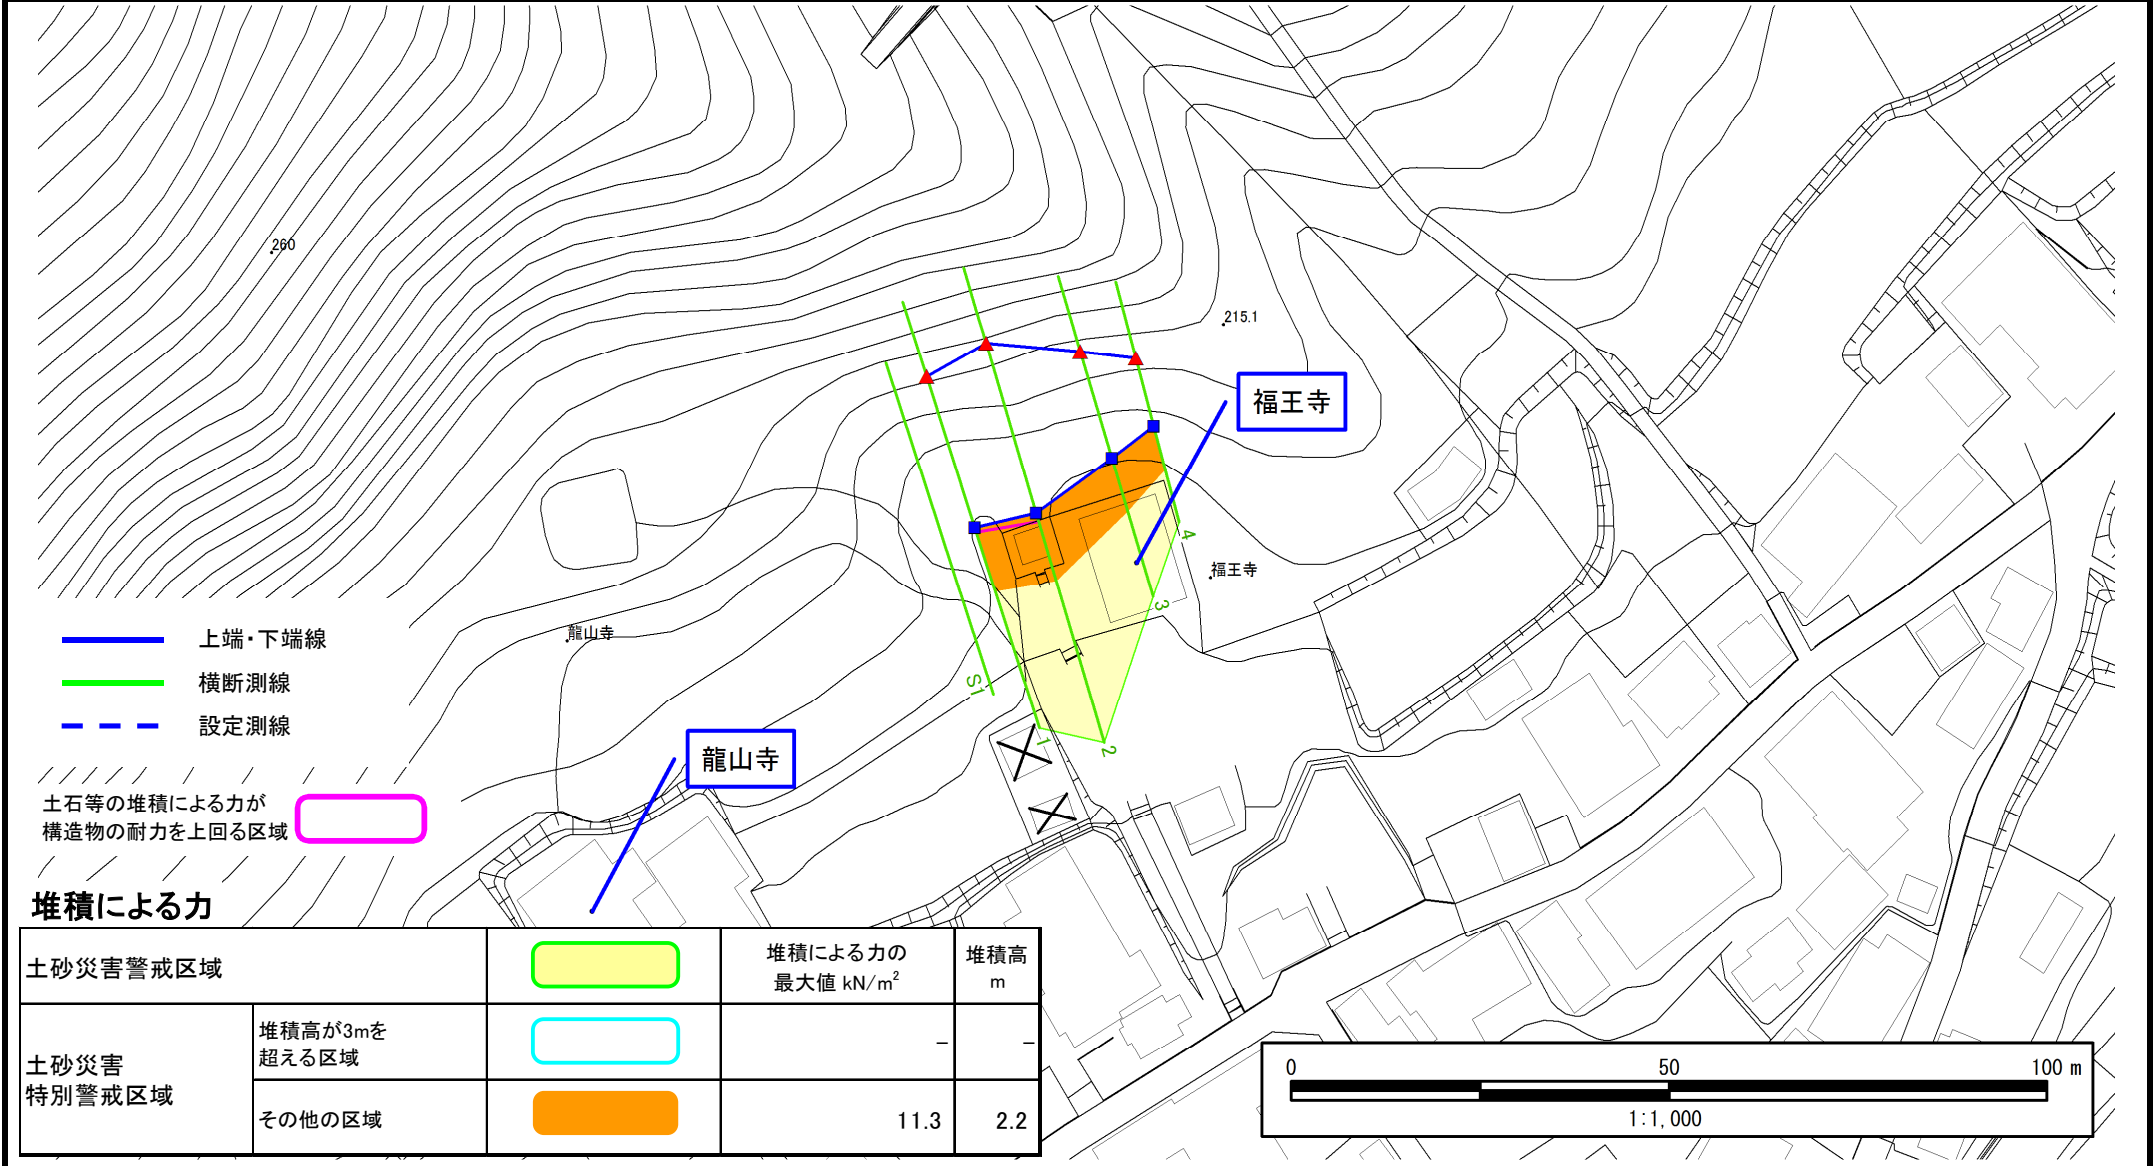 260
215.1
福王寺
福王寺
龍山寺
龍山寺
S1
1
2
3
4
上端・下端線
横断測線
設定測線
土石等の堆積による力が
構造物の耐力を上回る区域
堆積による力
土砂災害警戒区域
堆積による力の
最大値 kN/m²
堆積高
m
土砂災害
特別警戒区域
堆積高が3mを
超える区域
－
－
その他の区域
11.3
2.2
0
50
100 m
1:1,000